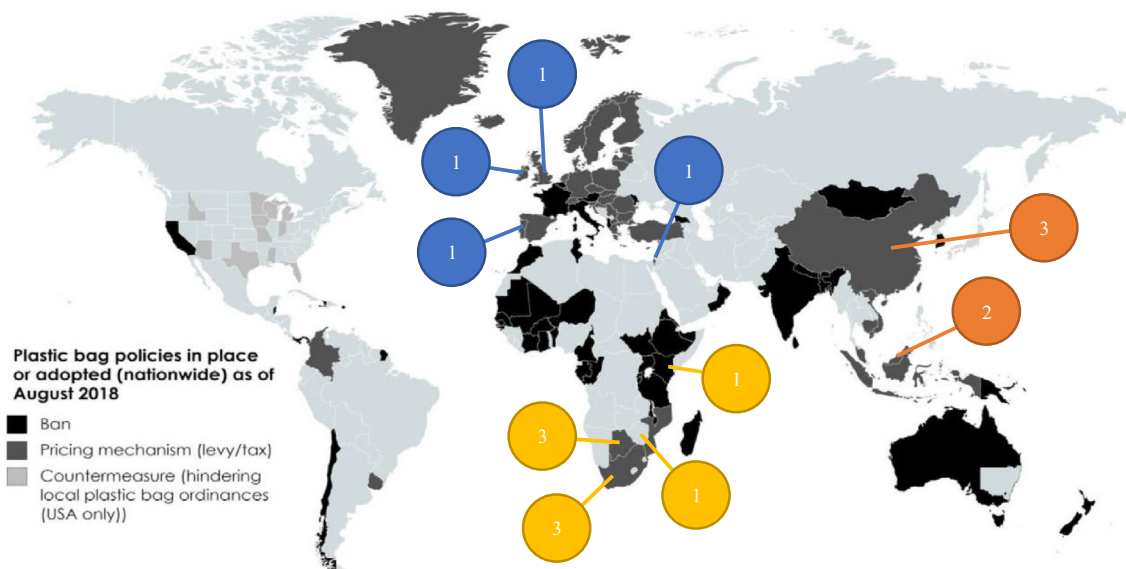 1
1
1
1
3
2
1
3
1
3
Plastic bag policies in place
or adopted (nationwide) as of
August 2018
Ban
Pricing mechanism (levy/tax)
Countermeasure (hindering
local plastic bag ordinances
(USA only))